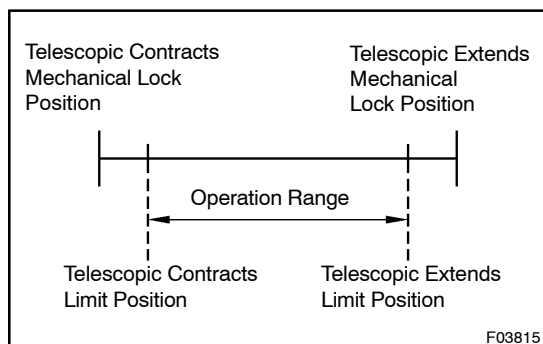 Telescopic Contracts
Mechanical Lock
Position
Telescopic Extends
Mechanical
Lock Position
Operation Range
Telescopic Contracts
Limit Position
Telescopic Extends
Limit Position
F03815